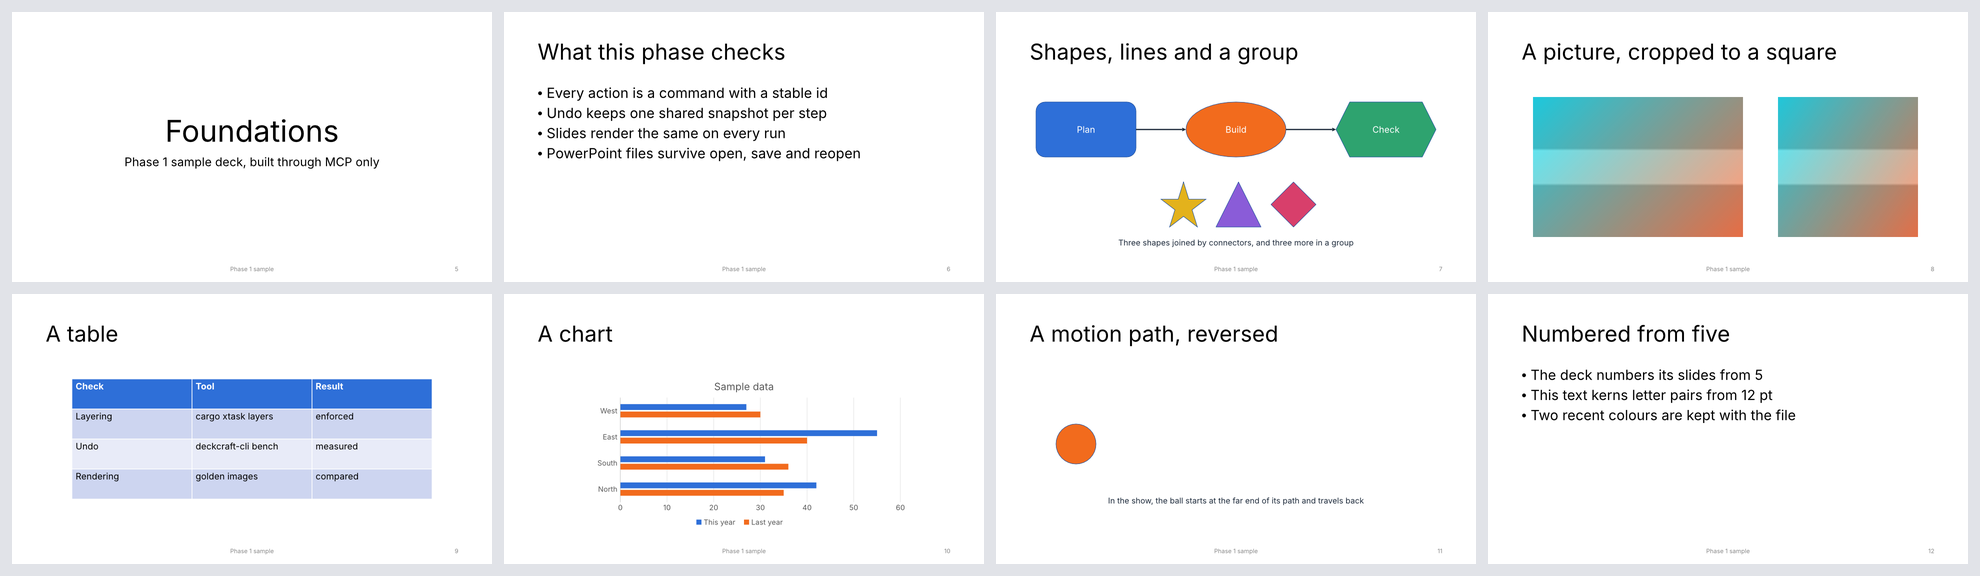 Foundations
Phase 1 sample deck, built through MCP only
Phase 1 sample
5
What this phase checks
• Every action is a command with a stable id
• Undo keeps one shared snapshot per step
• Slides render the same on every run
• PowerPoint files survive open, save and reopen
Phase 1 sample
6
Shapes, lines and a group
Plan
Build
Check
Three shapes joined by connectors, and three more in a group
Phase 1 sample
7
A picture, cropped to a square
Phase 1 sample
8
A table
Check Tool Result
Layering cargo xtask layers enforced
Undo deckcraft-cli bench measured
Rendering golden images compared
Phase 1 sample
9
A chart
Sample data
West
East
South
North
0 10 20 30 40 50 60
This year Last year
Phase 1 sample
10
A motion path, reversed
In the show, the ball starts at the far end of its path and travels back
Phase 1 sample
11
Numbered from five
• The deck numbers its slides from 5
• This text kerns letter pairs from 12 pt
• Two recent colours are kept with the file
Phase 1 sample
12